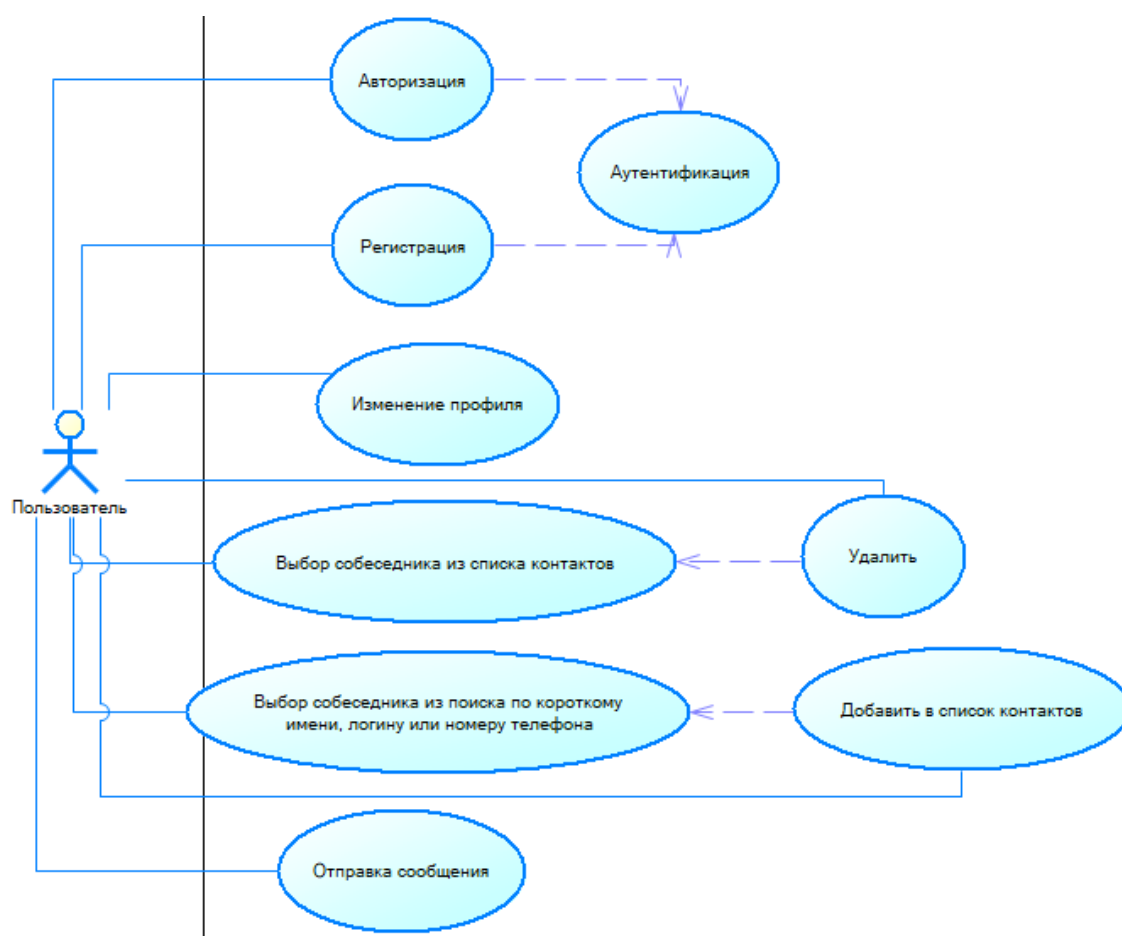 Авторизация
Аутентификация
Регистрация
Изменение профиля
Пользователь
Выбор собеседника из списка контактов
Удалить
Выбор собеседника из поиска по короткому
имени, логину или номеру телефона
Добавить в список контактов
Отправка сообщения